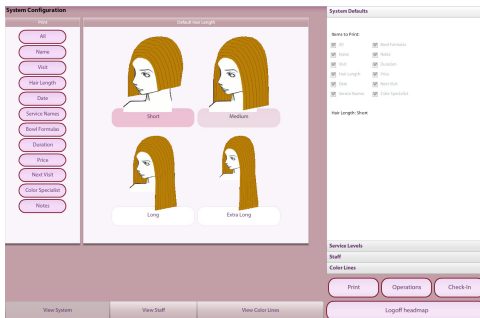 System Configuration
Print
All
Name
Visit
Hair Length
Date
Service Names
Bowl Formulas
Duration
Price
Next Visit
Color Specialist
Notes
Default Hair Length
Short
Medium
Long
Extra Long
System Defaults
Items to Print:
All
Bowl Formulas
Name
Notes
Visit
Duration
Hair Length
Price
Date
Next Visit
Service Names
Color Specialist
Hair Length: Short
Service Levels
Staff
Color Lines
Print
Operations
Check-In
View System
View Staff
View Color Lines
Logoff headmap